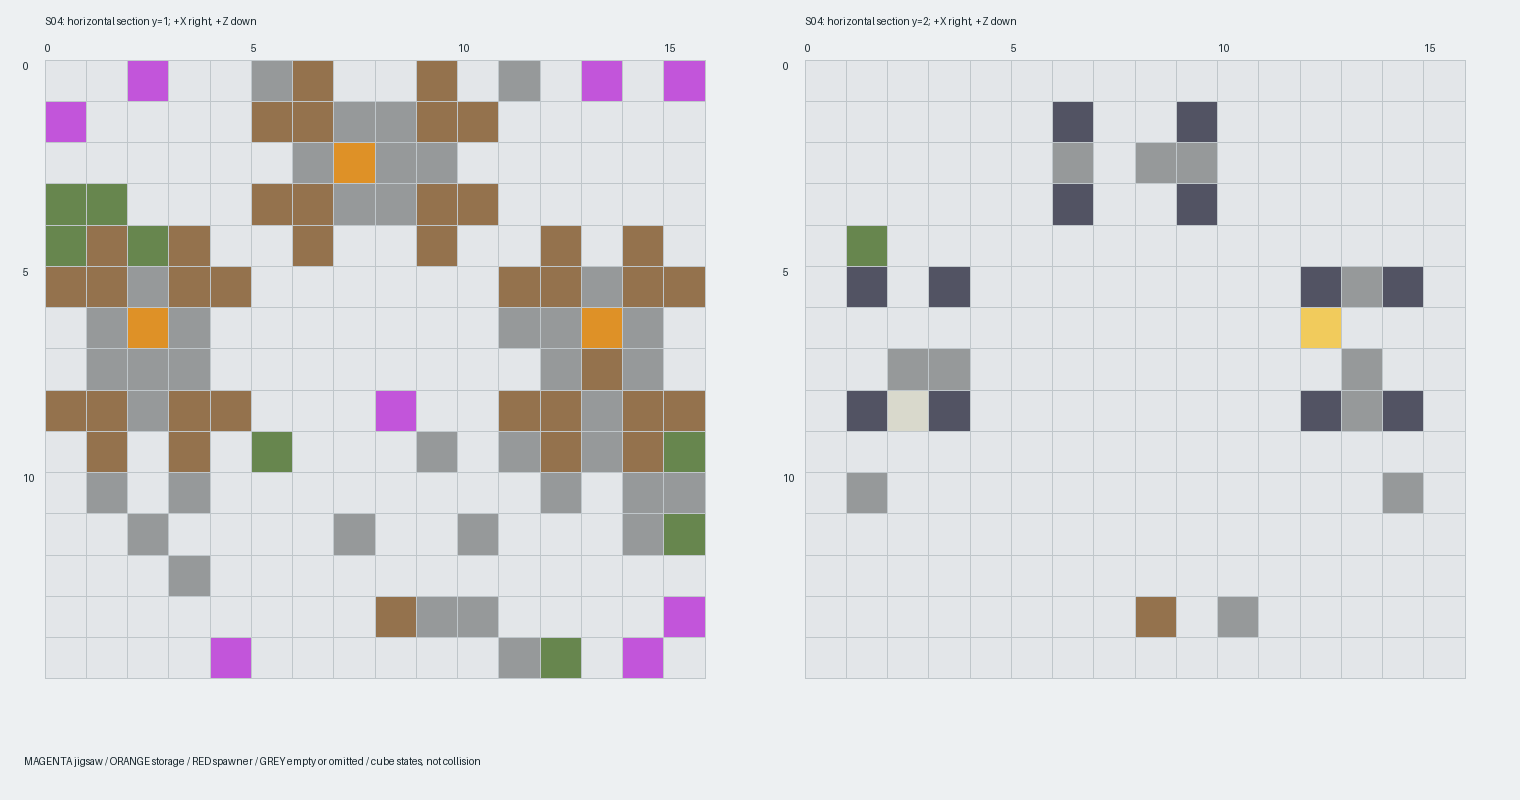 S04: horizontal section y=1; +X right, +Z down
S04: horizontal section y=2; +X right, +Z down
0 5 10 15
0 5 10 15
0
0
5
5
10
10
MAGENTA jigsaw / ORANGE storage / RED spawner / GREY empty or omitted / cube states, not collision